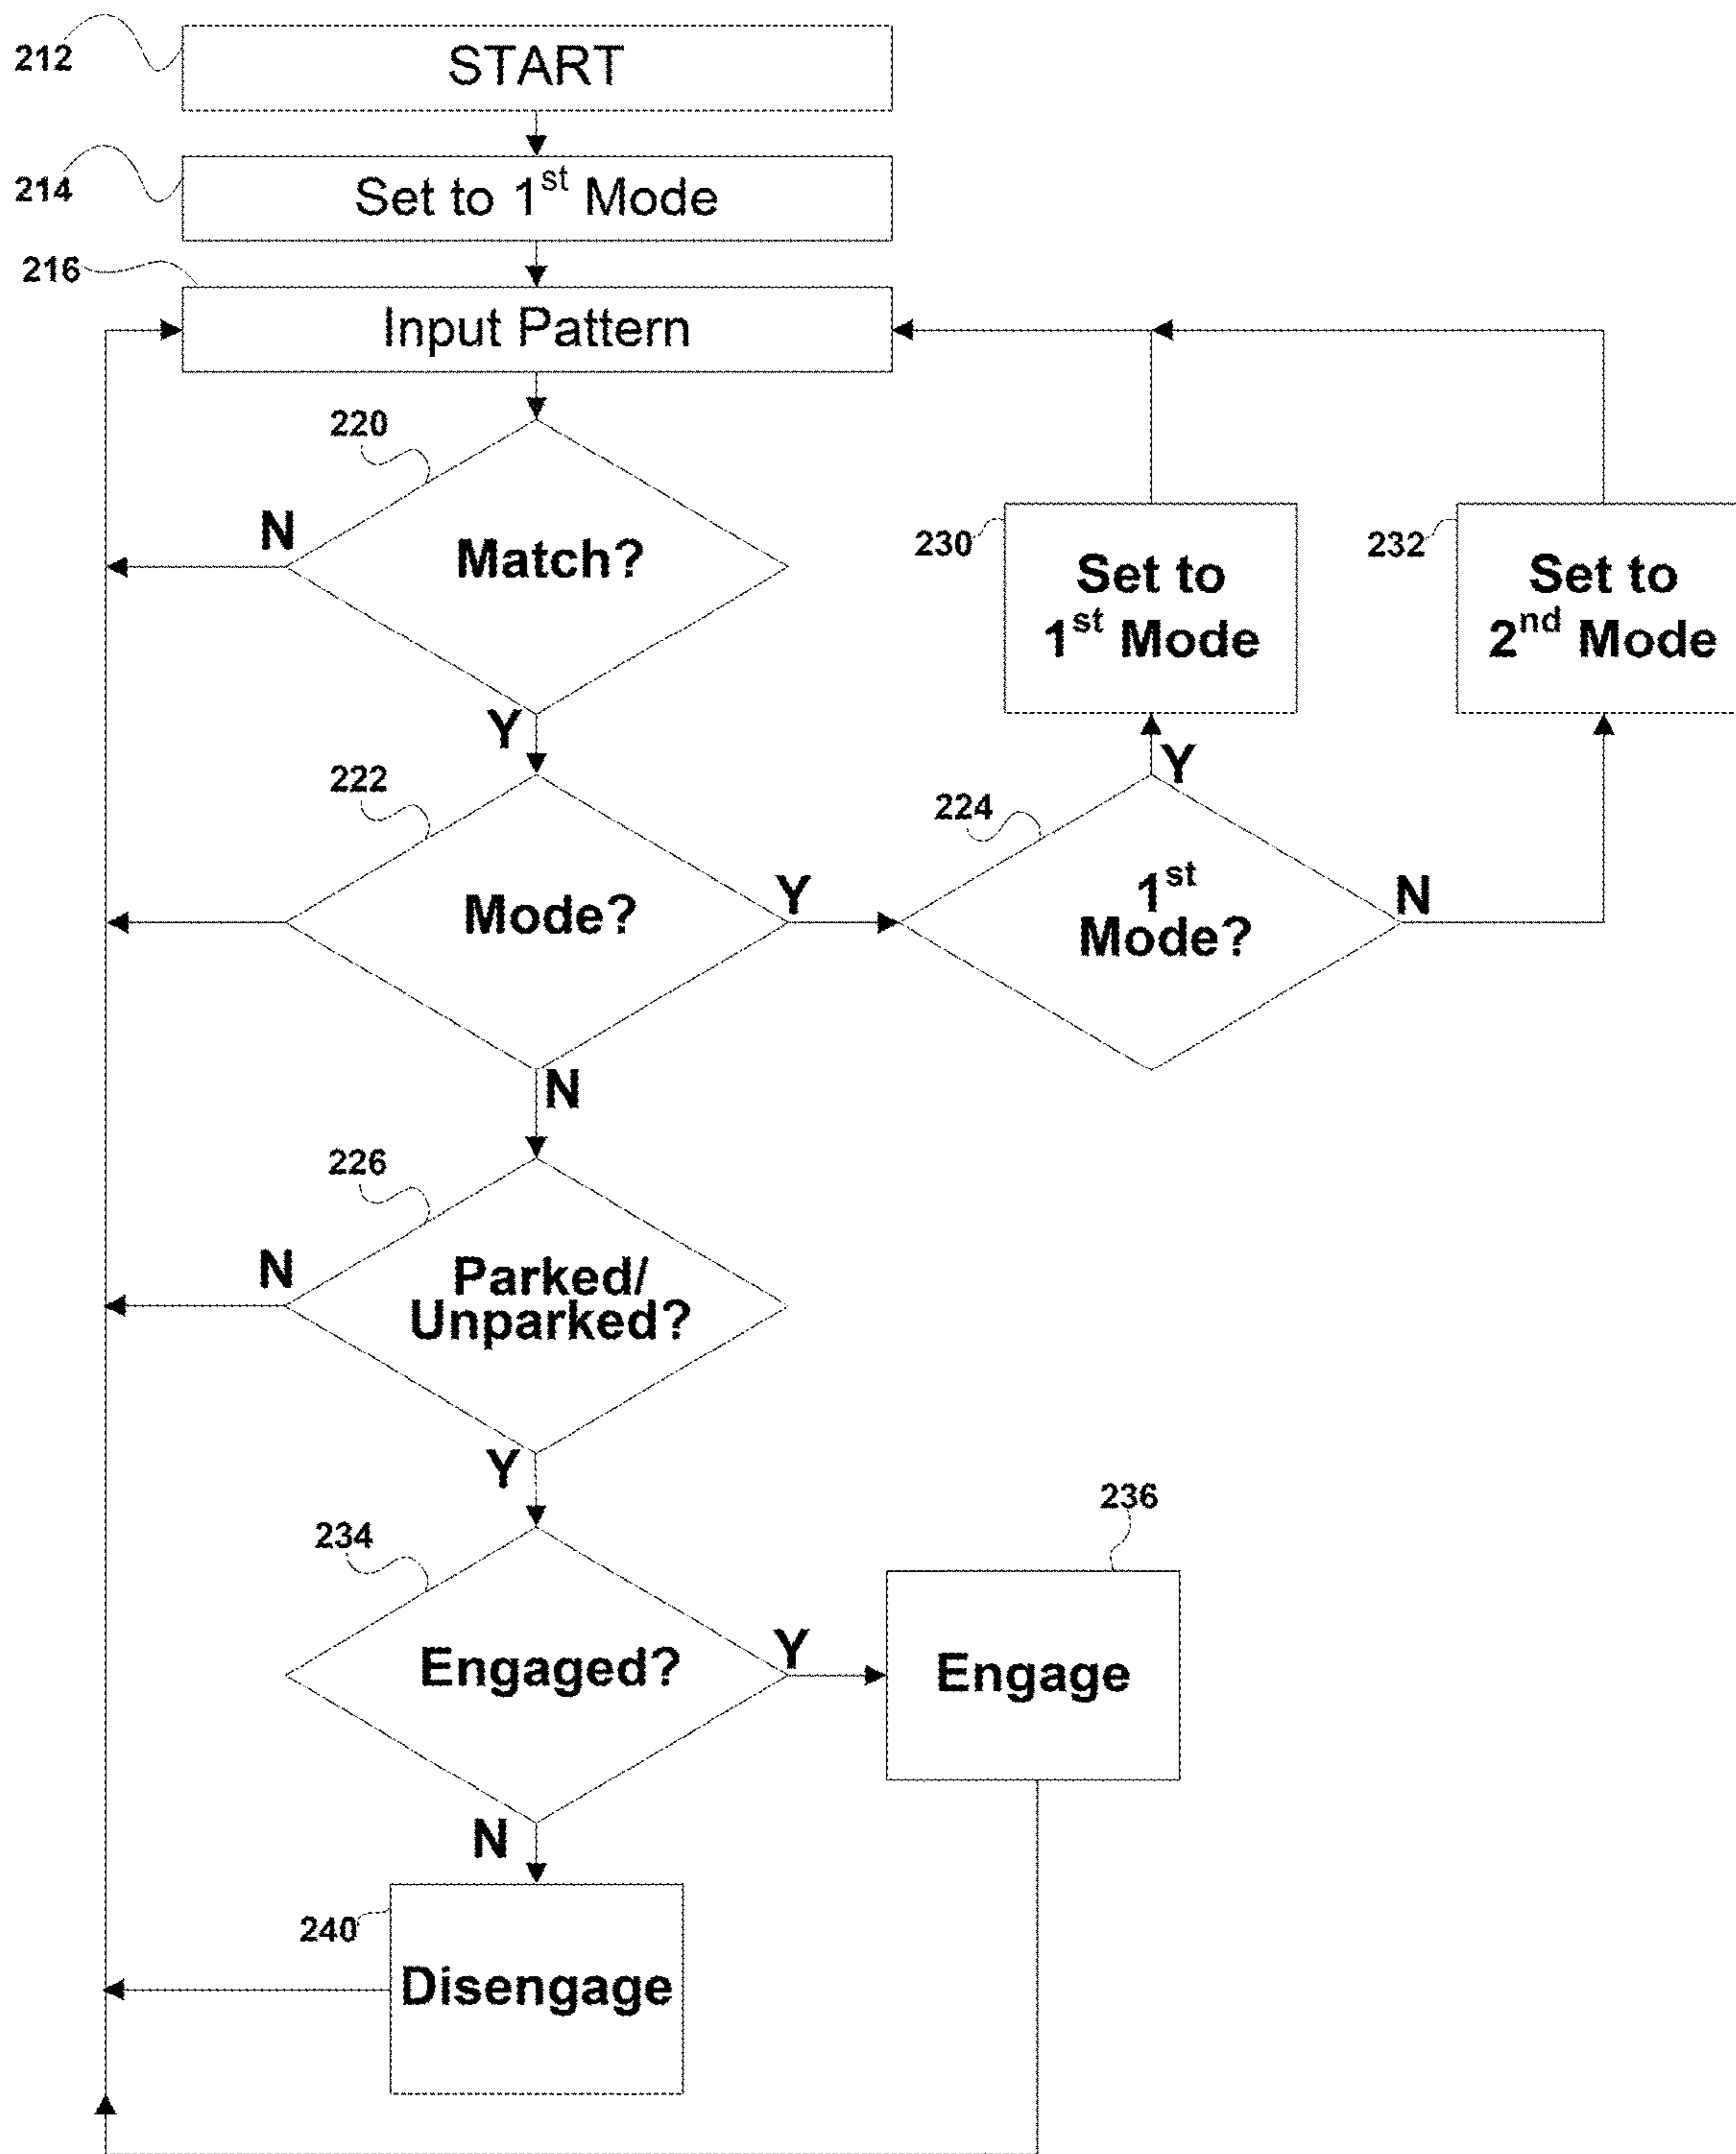 212
START
214
Set to 1st Mode
216
Input Pattern
220
N
Match?
Y
230
Set to
1st Mode
232
Set to
2nd Mode
222
Mode?
Y
N
224
Y
1st
Mode?
N
226
N
Parked/
Unparked?
Y
234
Engaged?
Y
N
236
Engage
240
Disengage